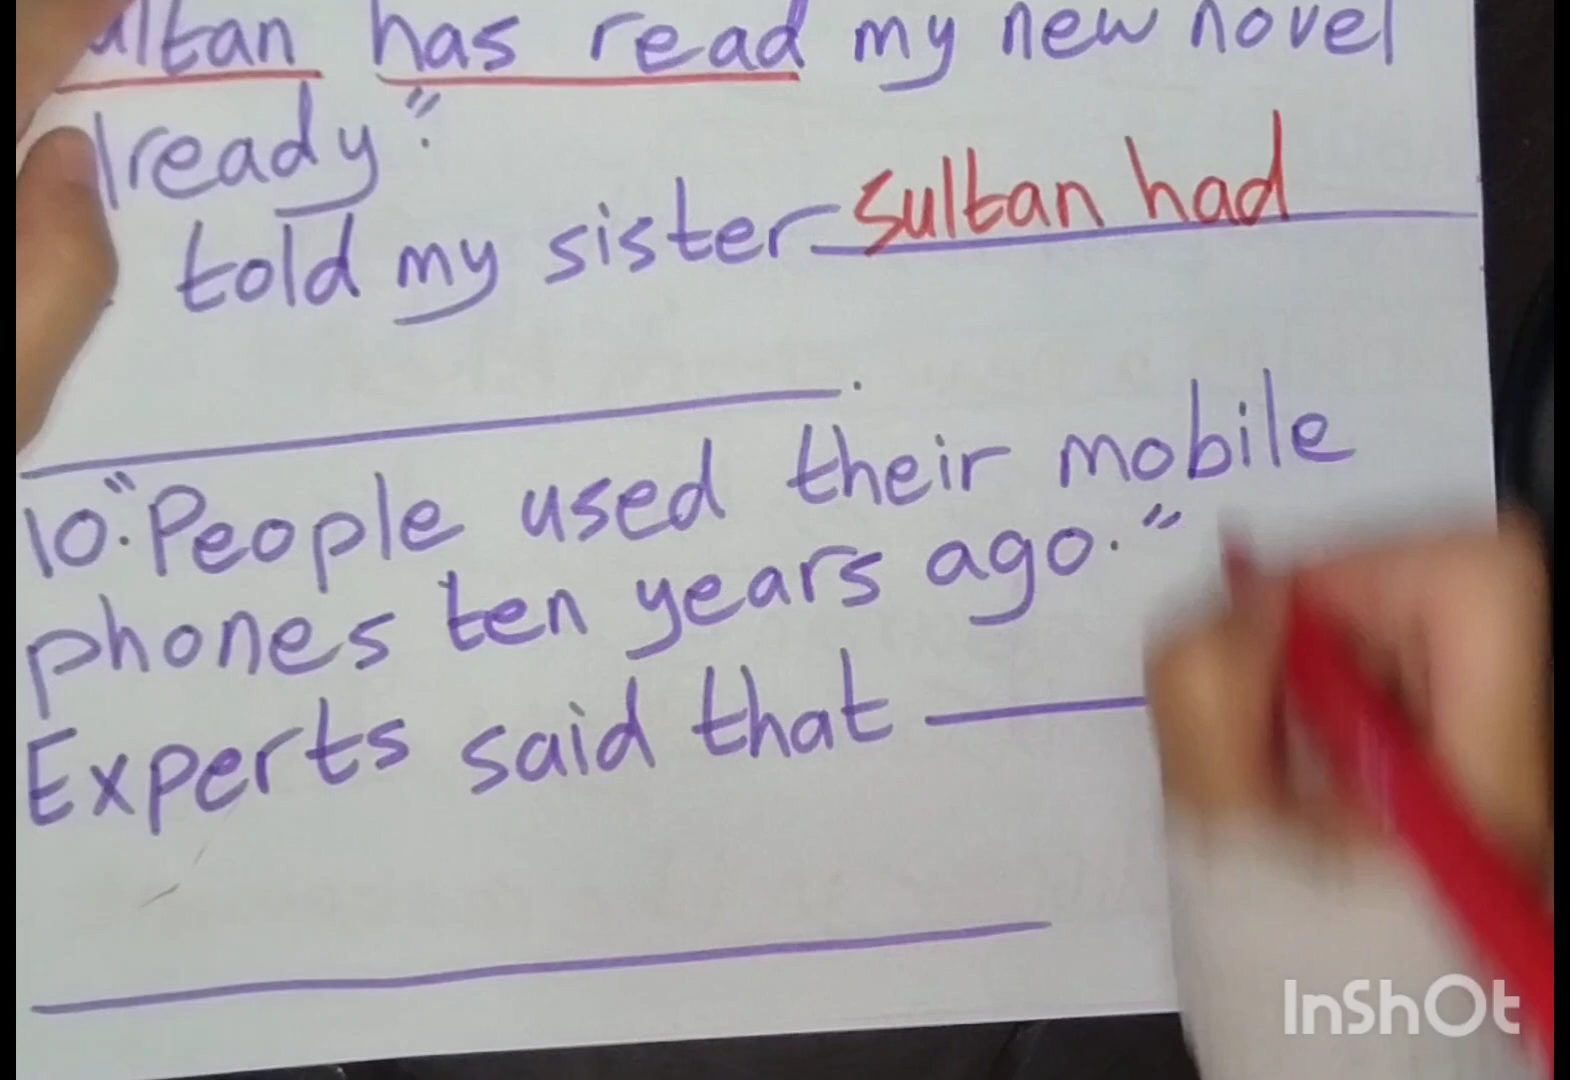 has read my new novel
told my sister sultan had
.
10. "People used their mobile
phones ten years ago."
Experts said that
InShOt